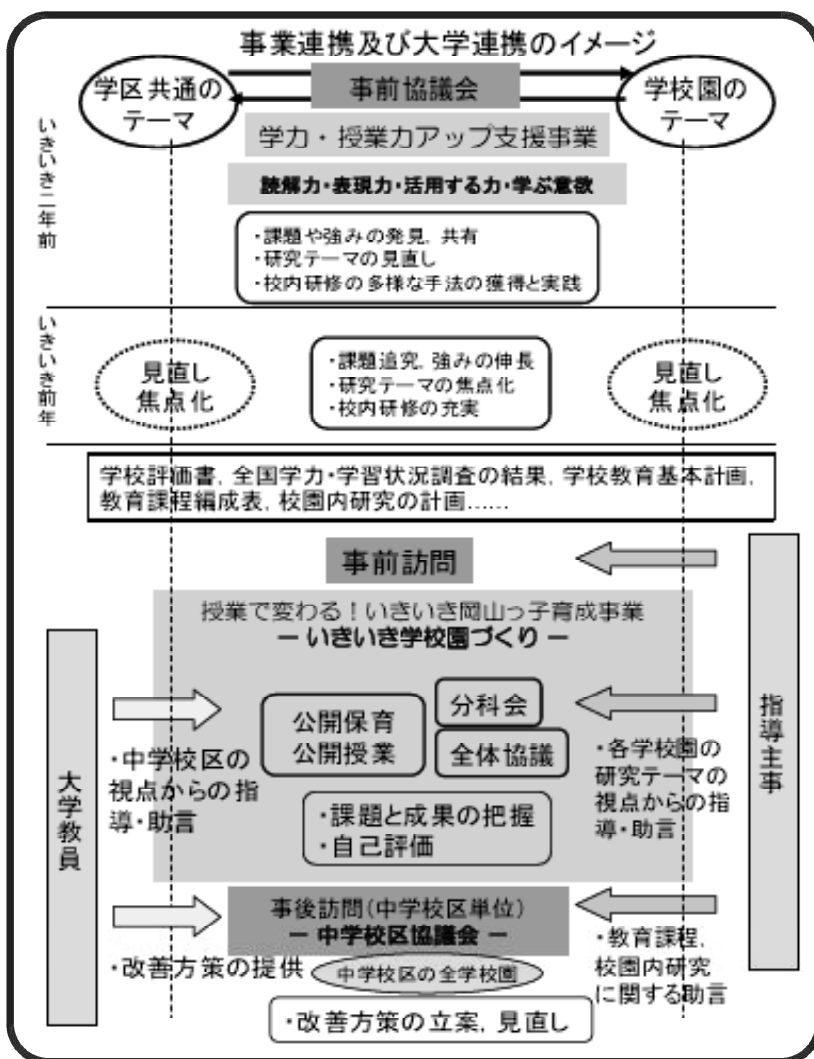 事業連携及び大学連携のイメージ
学区共通の
テーマ
事前協議会
学校園の
テーマ
学力・授業力アップ支援事業
読解力・表現力・活用する力・学ぶ意欲
いきいき二年前
・課題や強みの発見，共有
・研究テーマの見直し
・校内研修の多様な手法の獲得と実践
いきいき前年
見直し
焦点化
・課題追究，強みの伸長
・研究テーマの焦点化
・校内研修の充実
見直し
焦点化
学校評価書，全国学力・学習状況調査の結果，学校教育基本計画，
教育課程編成表，校園内研究の計画……
事前訪問
授業で変わる！いきいき岡山っ子育成事業
－ いきいき学校園づくり －
公開保育
公開授業
分科会
全体協議
大学教員
・中学校区の
視点からの指
導・助言
・課題と成果の把握
・自己評価
・各学校園の
研究テーマの
視点からの指
導・助言
指導主事
事後訪問（中学校区単位）
－ 中学校区協議会 －
・改善方策の提供
中学校区の全学校園
・教育課程，
校園内研究
に関する助言
・改善方策の立案，見直し